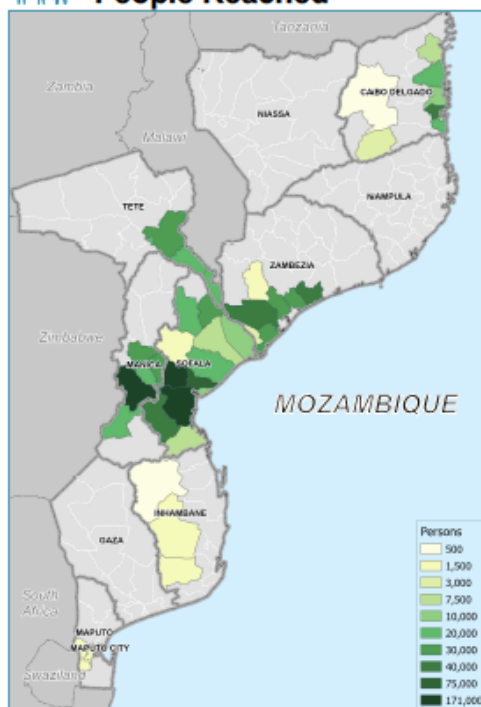 People Reached
Tanzania
Zambia
CABO DELGADO
NIASSA
Malawi
NAMPULA
TETE
ZAMBEZIA
Zimbabwe
MANICA
SOFALA
MOZAMBIQUE
INHAMBANE
GAZA
South
Africa
MAPUTO
MAPUTO CITY
Swaziland
Persons
500
1,500
3,000
7,500
10,000
20,000
30,000
40,000
75,000
171,000